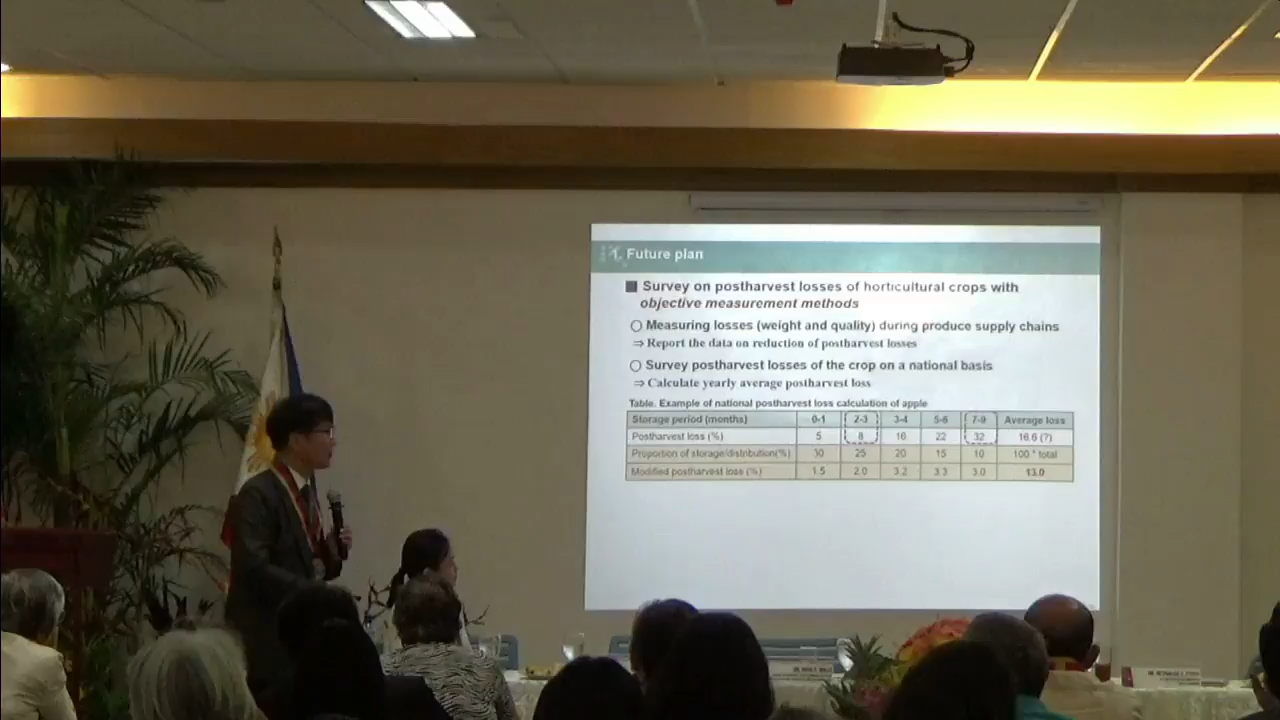 Future plan
Survey on postharvest losses of horticultural crops with
objective measurement methods
○ Measuring losses (weight and quality) during produce supply chains
⇒ Report the data on reduction of postharvest losses
○ Survey postharvest losses of the crop on a national basis
⇒ Calculate yearly average postharvest loss
Table. Example of national postharvest loss calculation of apple
Storage period (months) 0-1 2-3 3-4 5-6 7-9 Average loss
Postharvest loss (%) 5 8 16 22 32 16.6 (?)
Proportion of storage/distribution(%) 30 25 20 15 10 100 * total
Modified postharvest loss (%) 1.5 2.0 3.2 3.3 3.0 13.0